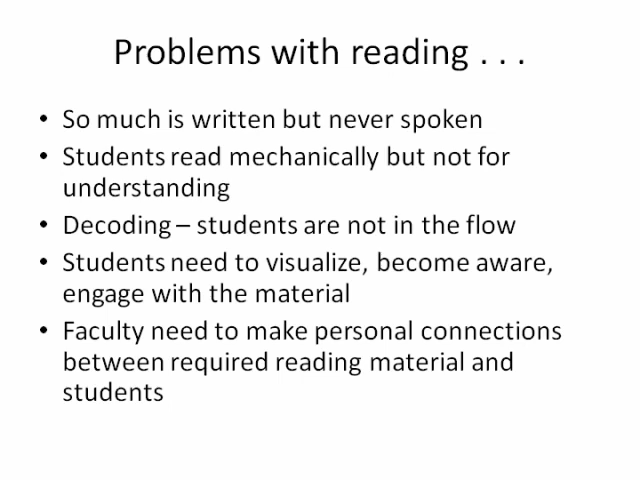 Problems with reading . . .
• So much is written but never spoken
• Students read mechanically but not for
understanding
• Decoding – students are not in the flow
• Students need to visualize, become aware,
engage with the material
• Faculty need to make personal connections
between required reading material and
students